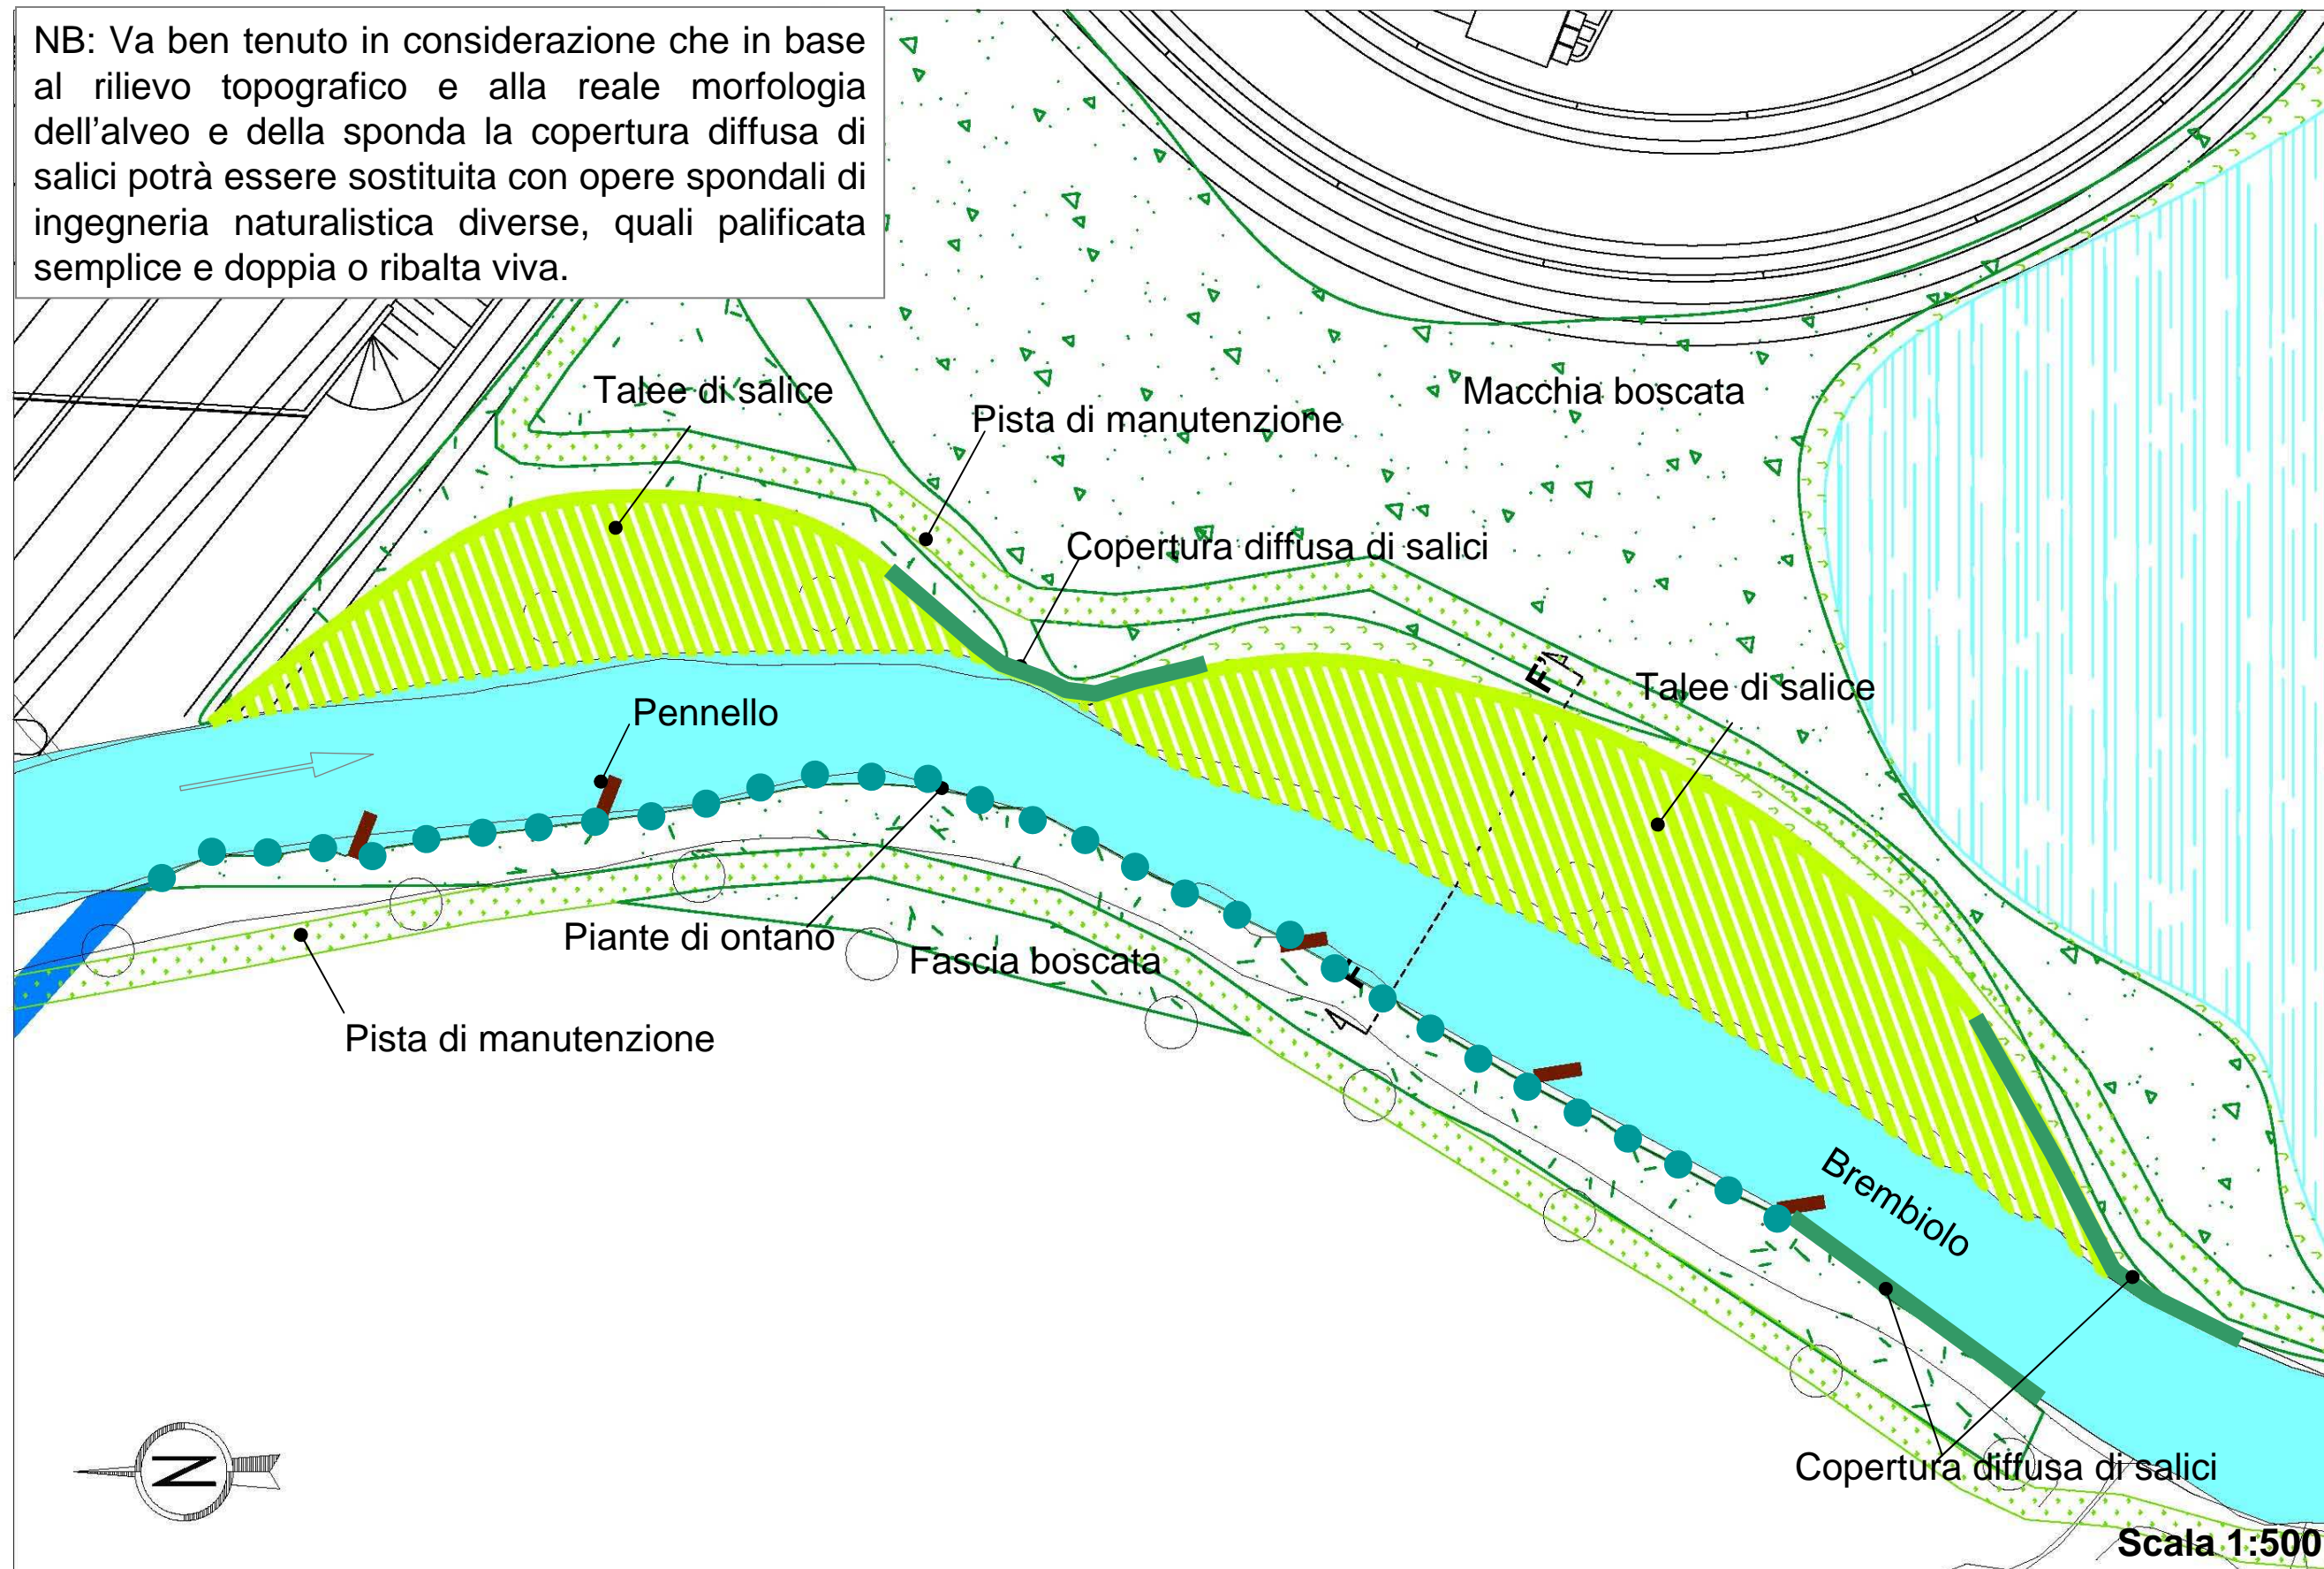 NB: Va ben tenuto in considerazione che in base
al rilievo topografico e alla reale morfologia
dell'alveo e della sponda la copertura diffusa di
salici potrà essere sostituita con opere spondali di
ingegneria naturalistica diverse, quali palificata
semplice e doppia o ribalta viva.
Talee di salice
Macchia boscata
Pista di manutenzione
Copertura diffusa di salici
F'
Talee di salice
Pennello
Piante di ontano
Fascia boscata
F
Pista di manutenzione
Brembiolo
N
Copertura diffusa di salici
Scala 1:500